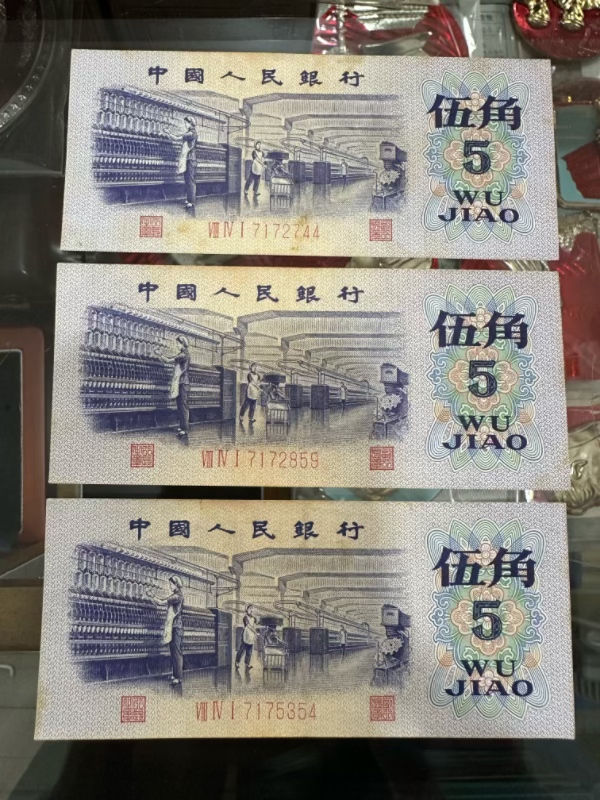 中國人民銀行
伍角
5
WU
JIAO
Ⅷ Ⅳ Ⅰ 7172744
中國人民銀行
伍角
5
WU
JIAO
Ⅷ Ⅳ Ⅰ 7172859
中國人民銀行
伍角
5
WU
JIAO
Ⅷ Ⅳ Ⅰ 7175354